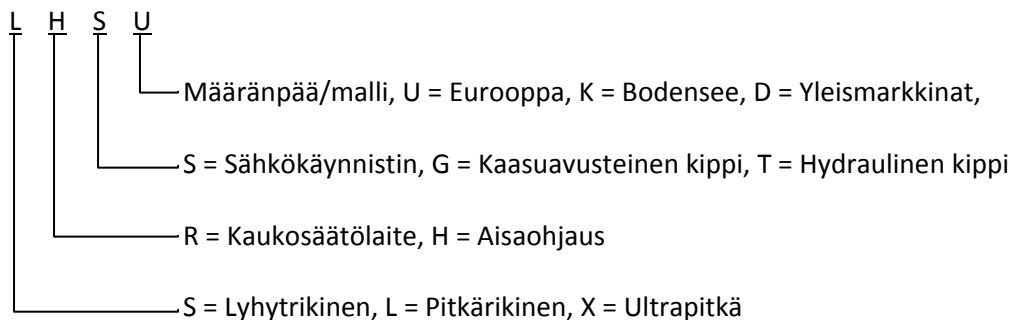 L H S U
Määränpää/malli, U = Eurooppa, K = Bodensee, D = Yleismarkkinat,
S = Sähkökäynnistin, G = Kaasuavusteinen kippi, T = Hydraulinen kippi
R = Kaukosäätölaite, H = Aisaohjaus
S = Lyhytrikinen, L = Pitkärikinen, X = Ultrapitkä